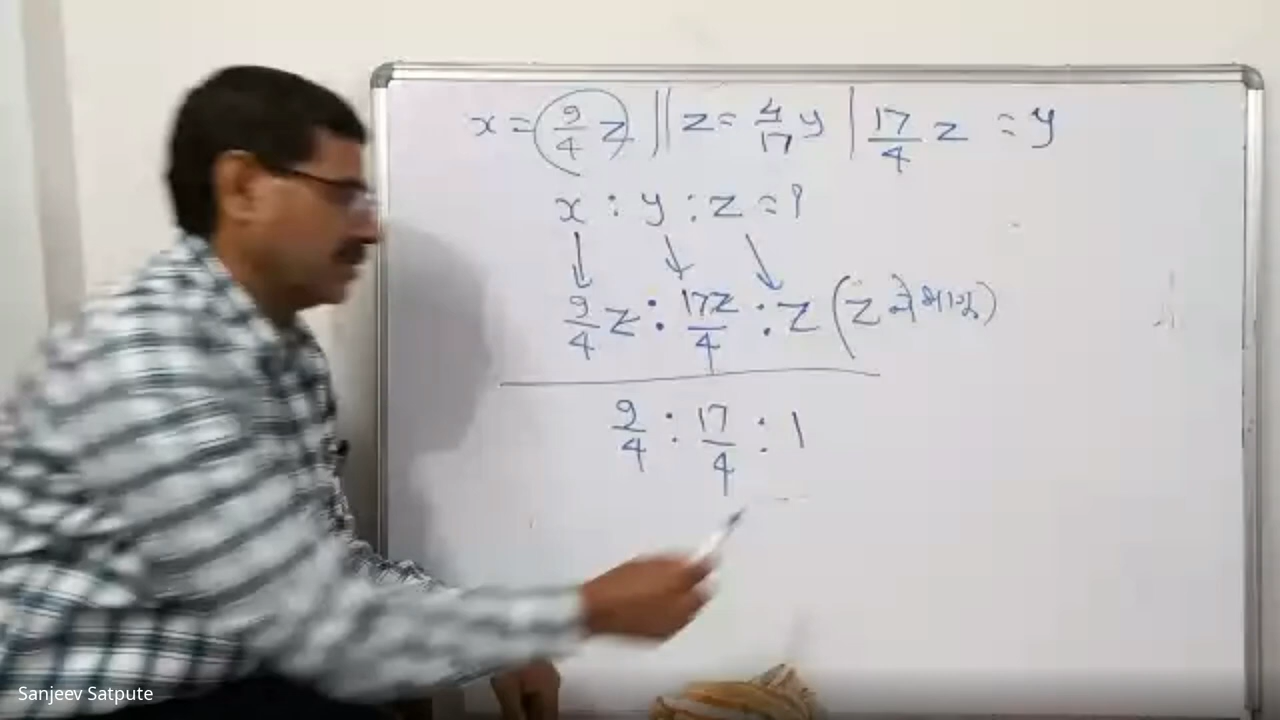 x = 9/4 z || z = 4/17 y | 17/4 z = y
x : y : z = ?
9/4 z : 17z/4 : z (z ने भागू)
9/4 : 17/4 : 1
Sanjeev Satpute